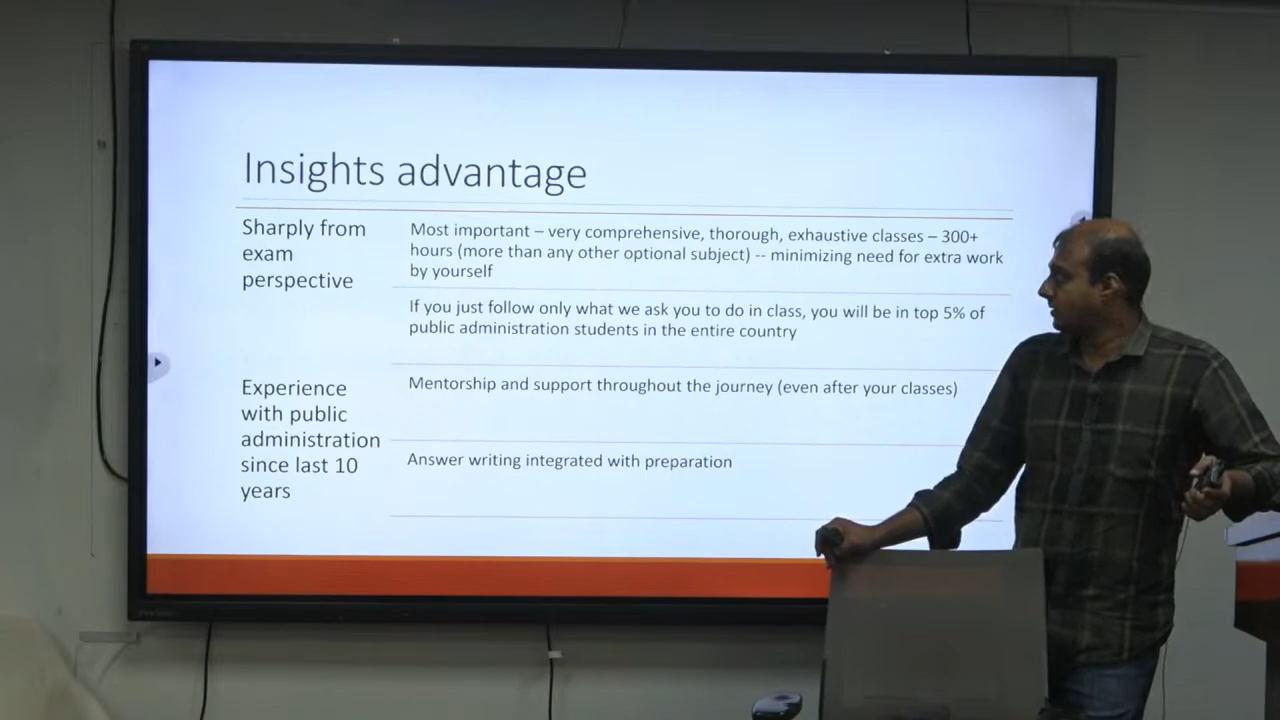 Insights advantage
Sharply from
exam
perspective
Most important – very comprehensive, thorough, exhaustive classes – 300+
hours (more than any other optional subject) -- minimizing need for extra work
by yourself
If you just follow only what we ask you to do in class, you will be in top 5% of
public administration students in the entire country
Experience
with public
administration
since last 10
years
Mentorship and support throughout the journey (even after your classes)
Answer writing integrated with preparation